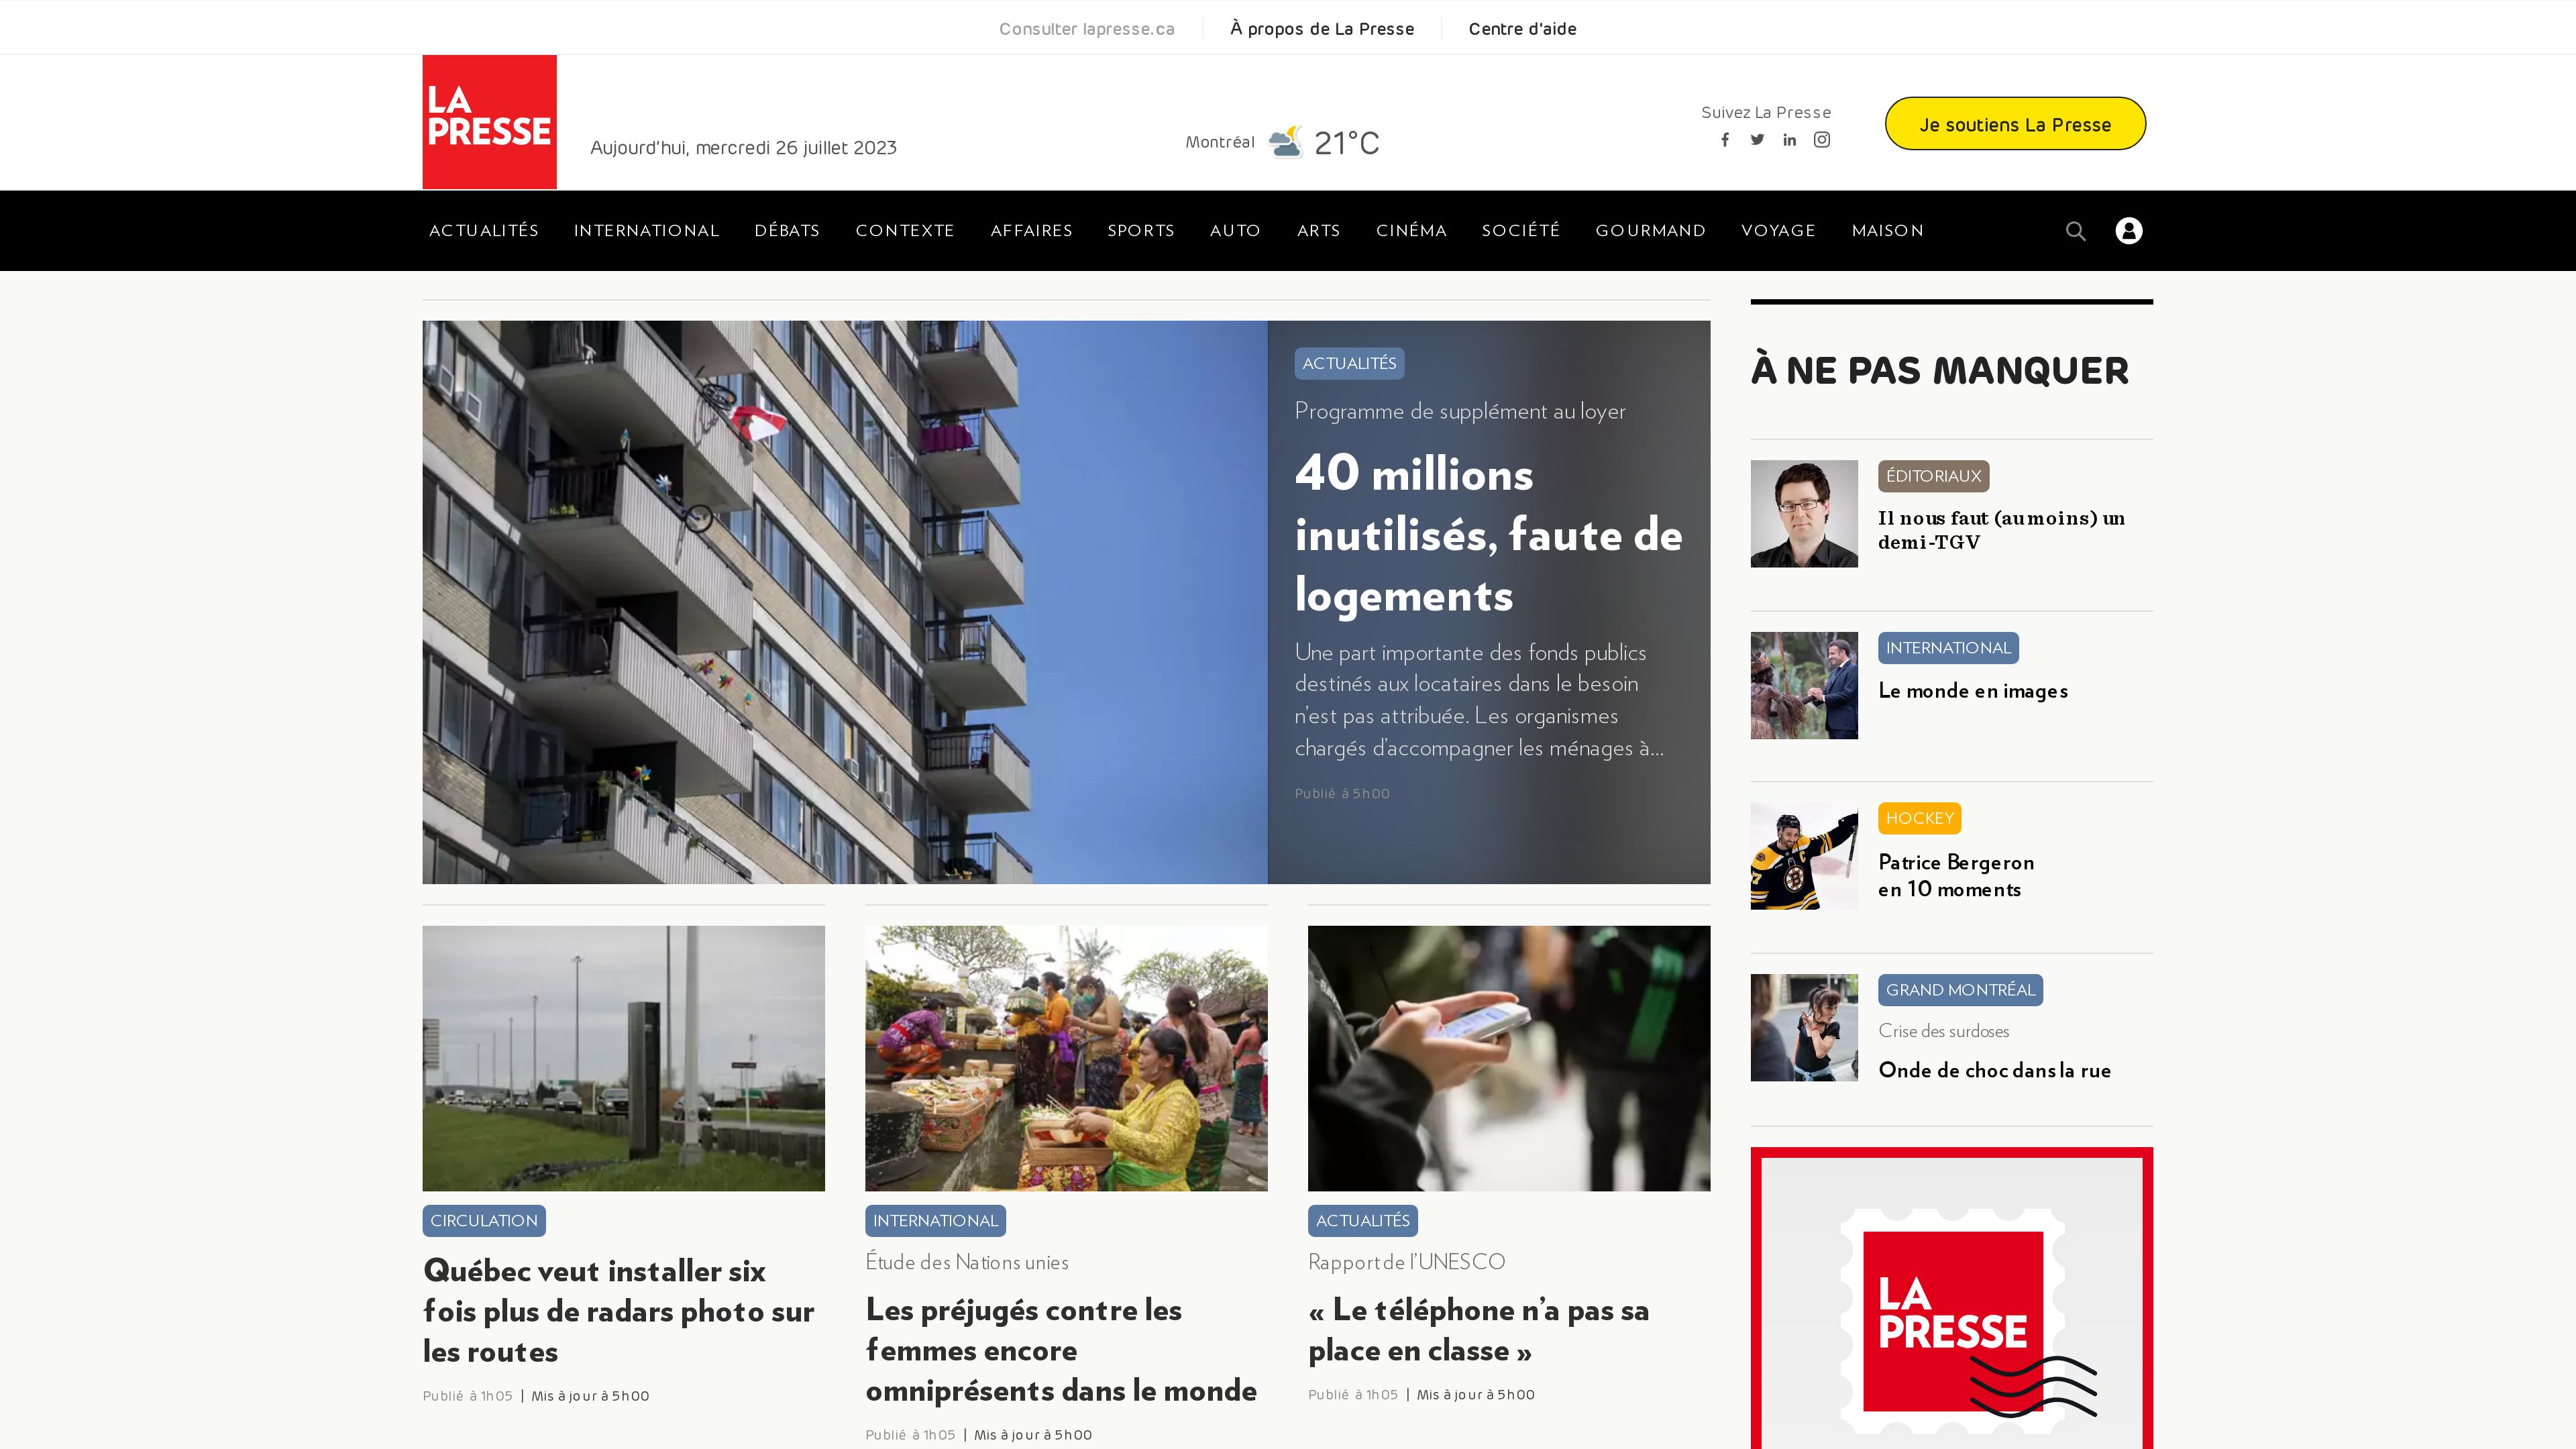 Consulter lapresse.ca
À propos de La Presse
Centre d'aide
LA
PRESSE
Aujourd'hui, mercredi 26 juillet 2023
Montréal 21°C
Suivez La Presse
Je soutiens La Presse
ACTUALITÉS INTERNATIONAL DÉBATS CONTEXTE AFFAIRES SPORTS AUTO ARTS CINÉMA SOCIÉTÉ GOURMAND VOYAGE MAISON
ACTUALITÉS
Programme de supplément au loyer
40 millions
inutilisés, faute de
logements
Une part importante des fonds publics
destinés aux locataires dans le besoin
n’est pas attribuée. Les organismes
chargés d’accompagner les ménages à...
Publié à 5h00
CIRCULATION
Québec veut installer six
fois plus de radars photo sur
les routes
Publié à 1h05 | Mis à jour à 5h00
INTERNATIONAL
Étude des Nations unies
Les préjugés contre les
femmes encore
omniprésents dans le monde
Publié à 1h05 | Mis à jour à 5h00
ACTUALITÉS
Rapport de l’UNESCO
« Le téléphone n’a pas sa
place en classe »
Publié à 1h05 | Mis à jour à 5h00
À NE PAS MANQUER
ÉDITORIAUX
Il nous faut (au moins) un
demi-TGV
INTERNATIONAL
Le monde en images
HOCKEY
Patrice Bergeron
en 10 moments
GRAND MONTRÉAL
Crise des surdoses
Onde de choc dans la rue
LA
PRESSE